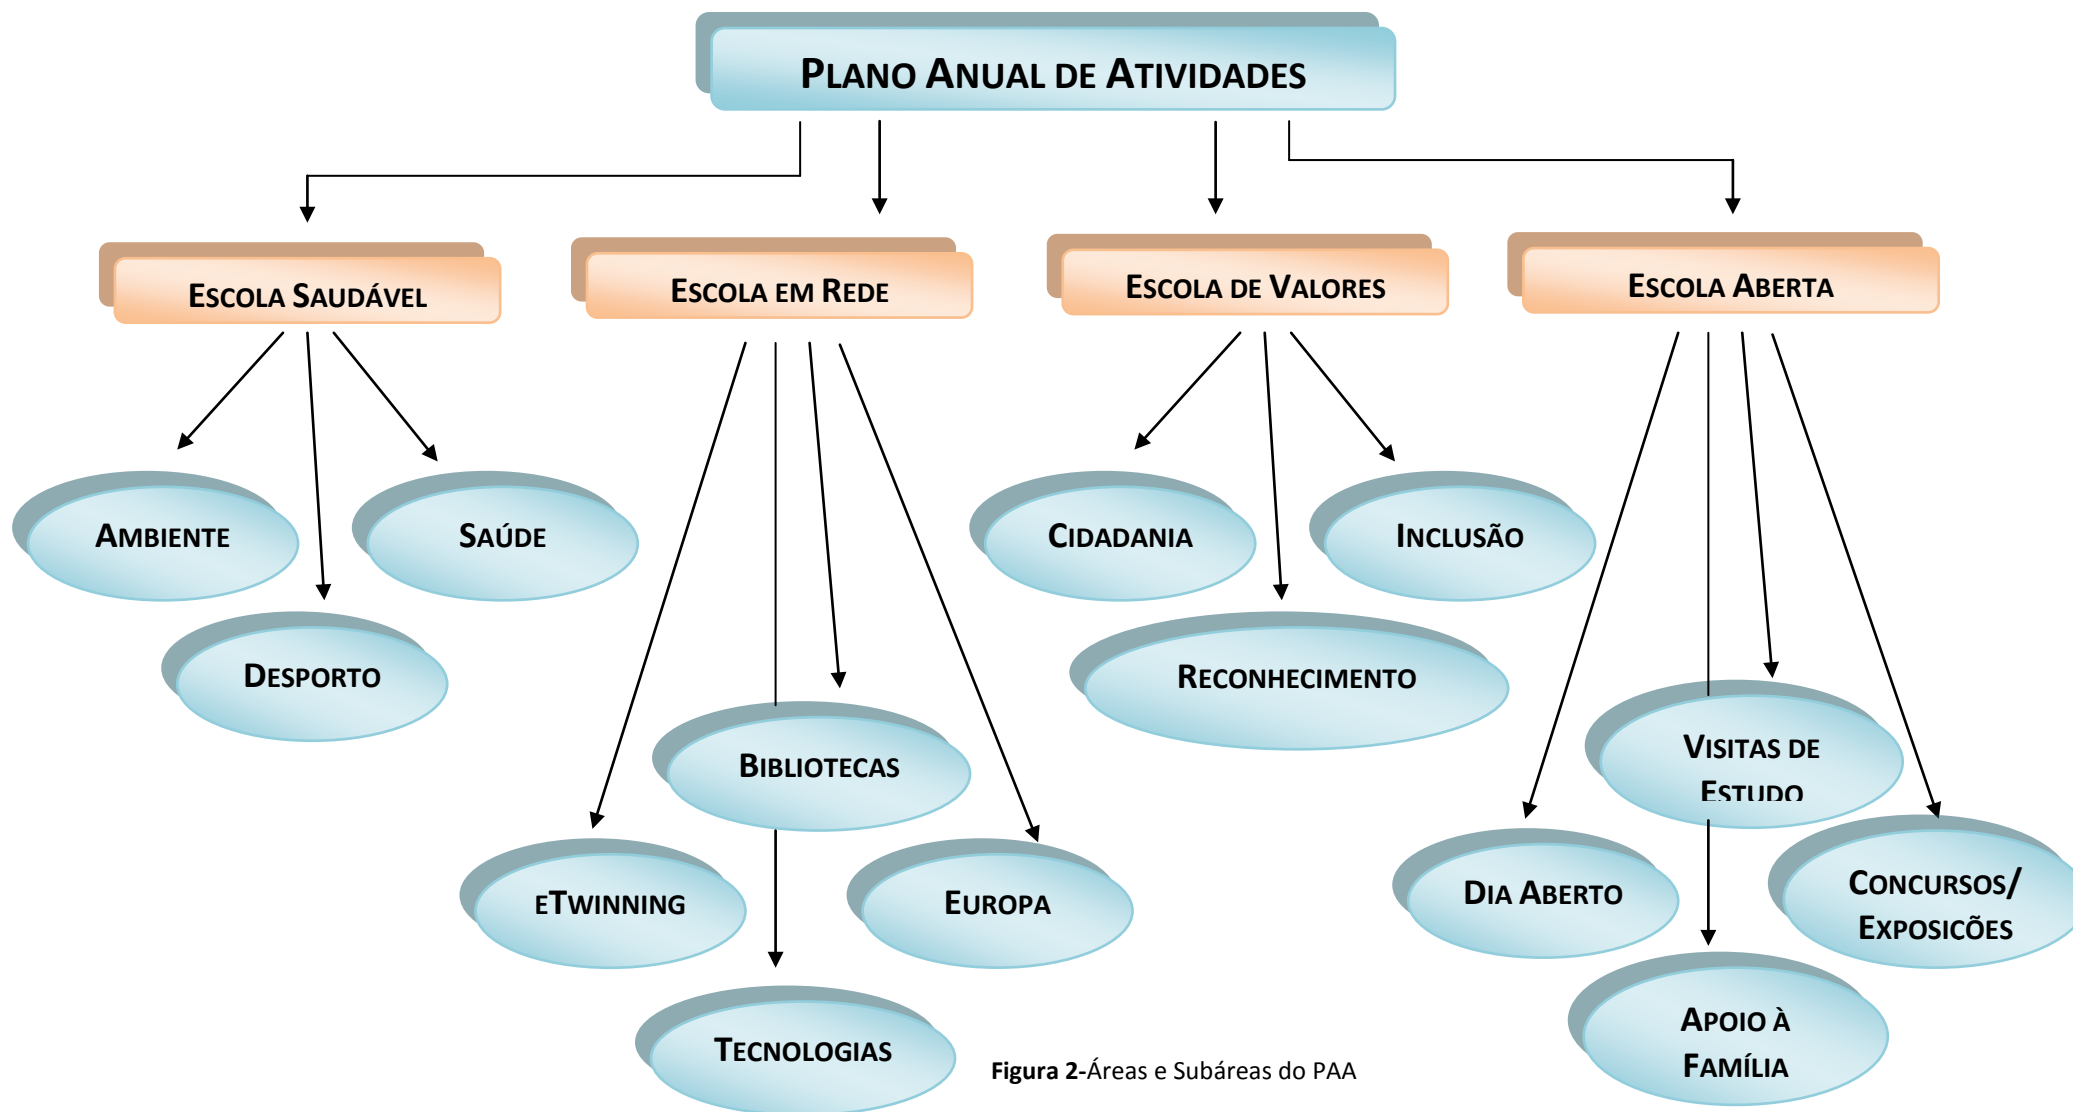 PLANO ANUAL DE ATIVIDADES
ESCOLA SAUDÁVEL
ESCOLA EM REDE
ESCOLA DE VALORES
ESCOLA ABERTA
AMBIENTE
SAÚDE
DESPORTO
BIBLIOTECAS
eTWINNING
EUROPA
TECNOLOGIAS
CIDADANIA
INCLUSÃO
RECONHECIMENTO
VISITAS DE
ESTUDO
DIA ABERTO
CONCURSOS/
EXPOSIÇÕES
APOIO À
FAMÍLIA
Figura 2-Áreas e Subáreas do PAA